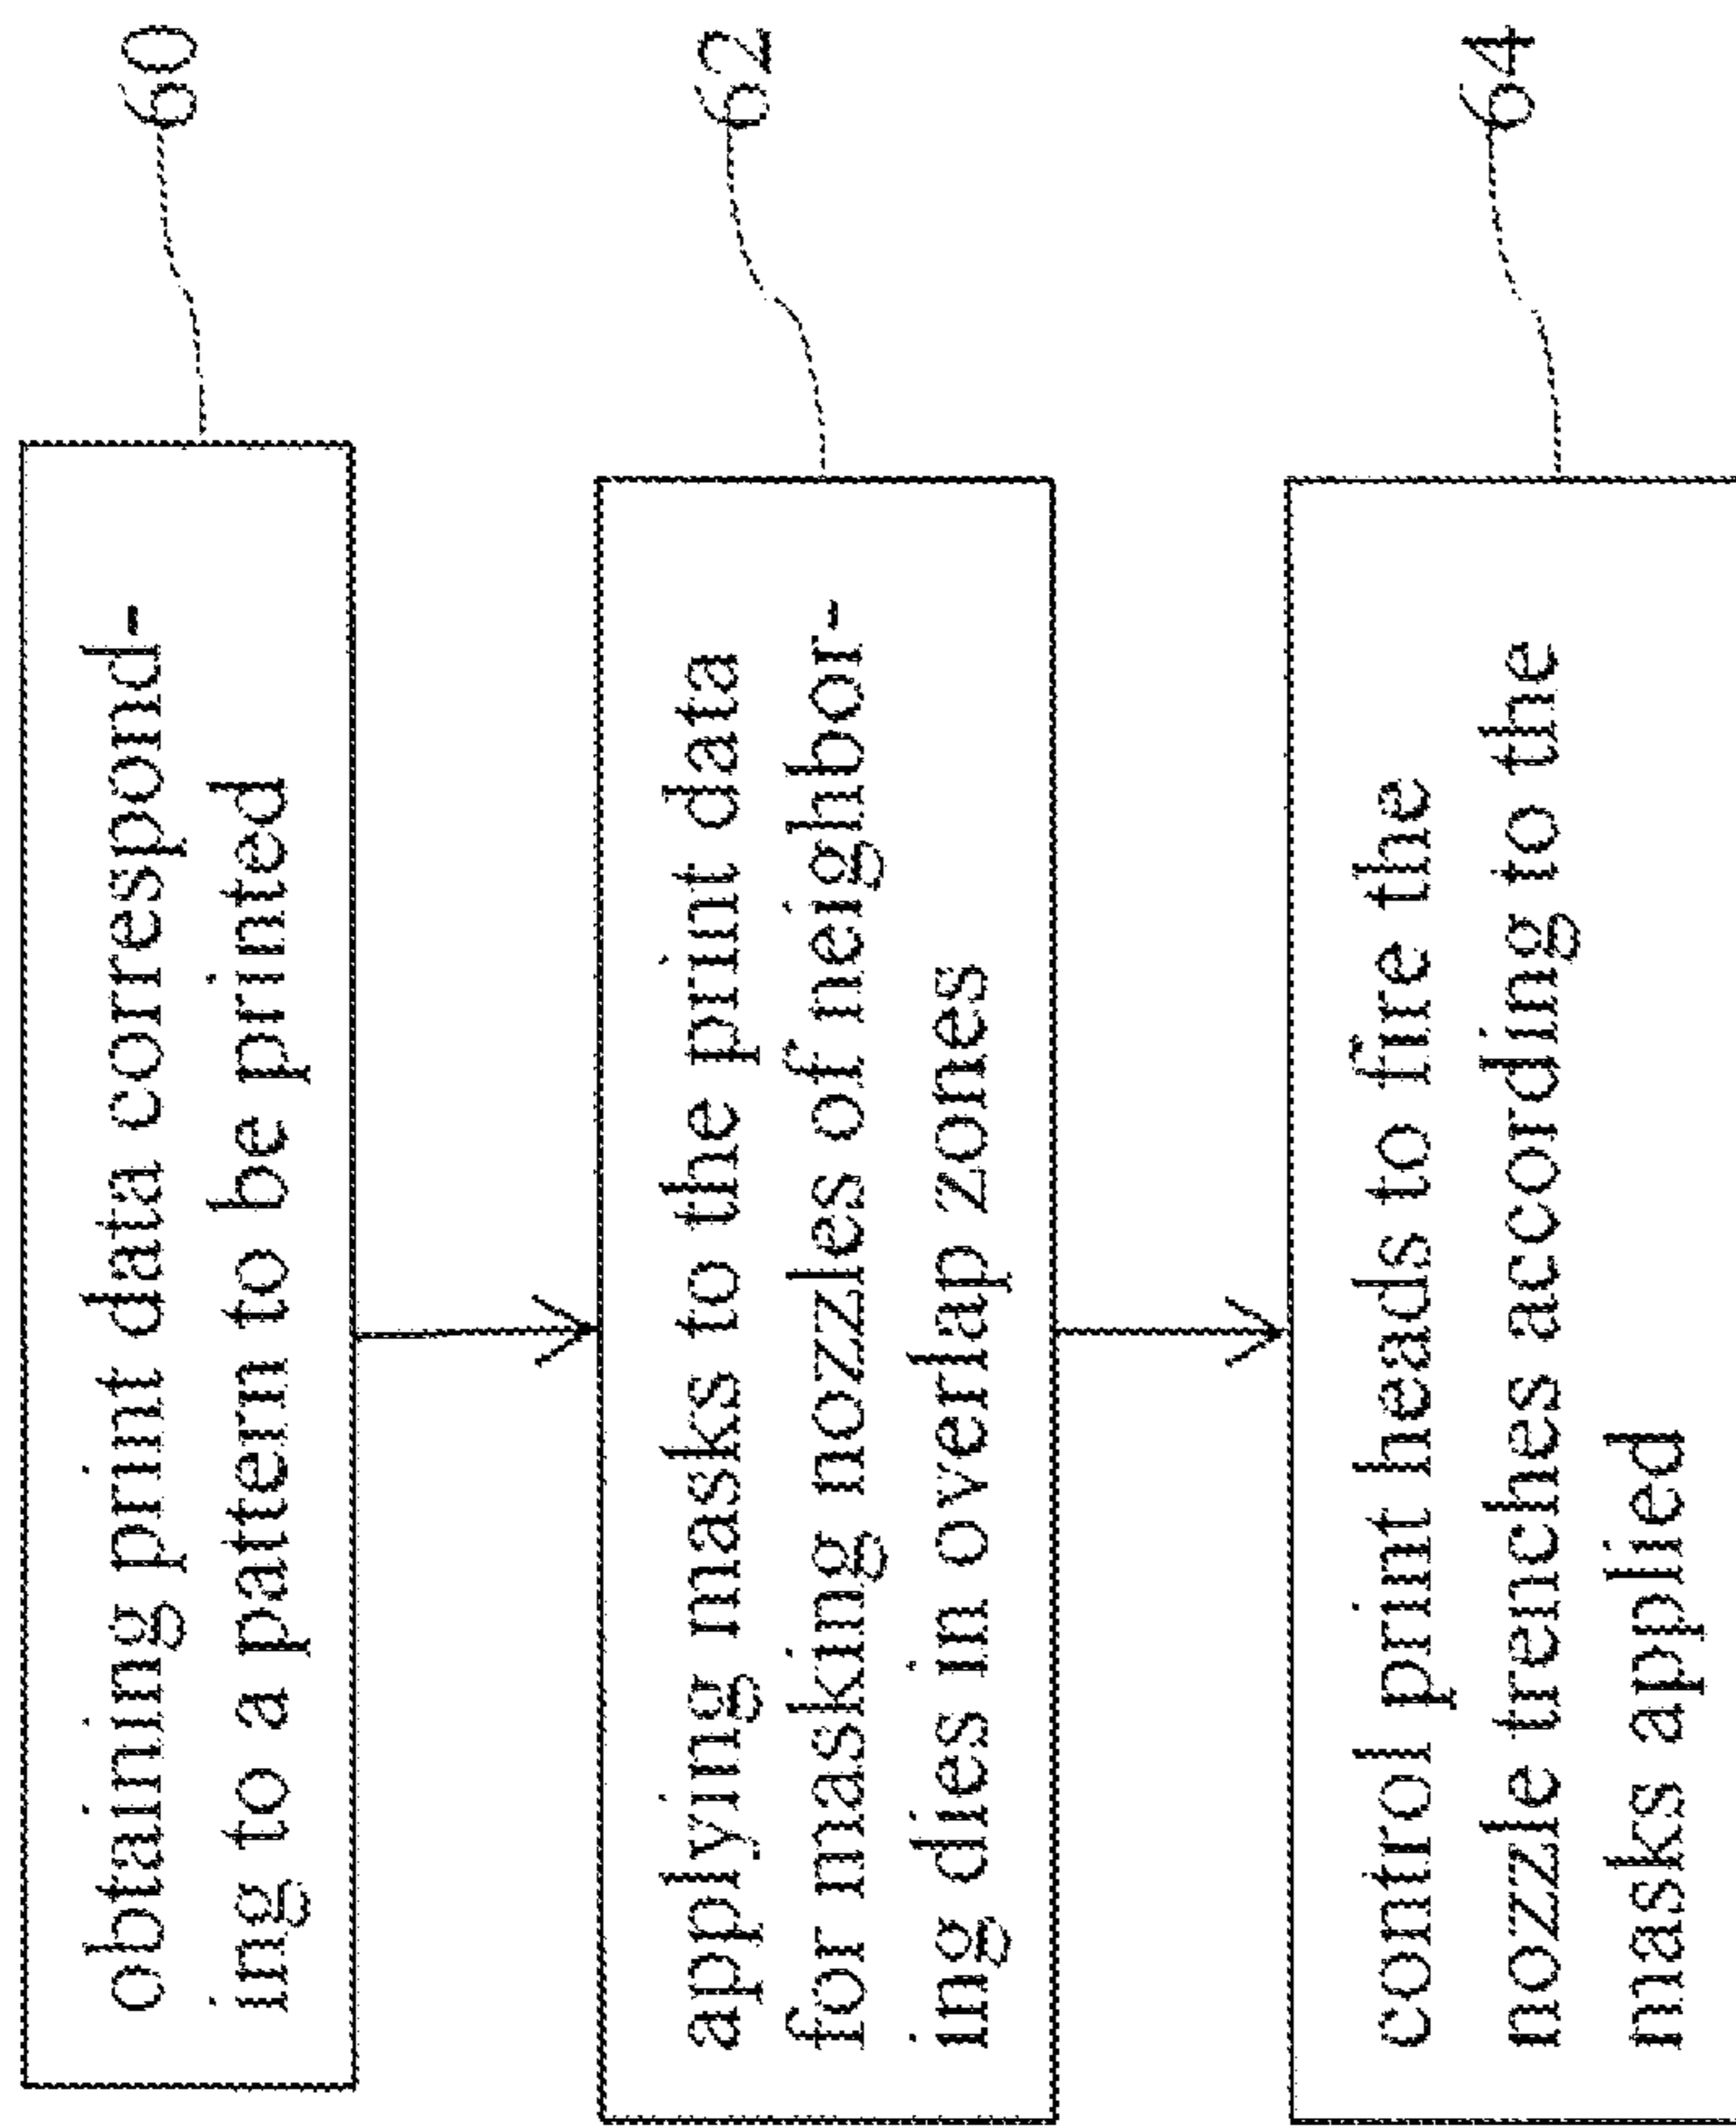 obtaining print data correspond-
ing to a pattern to be printed
60
applying masks to the print data
for masking nozzles of neighbor-
ing dies in overlap zones
62
control print heads to fire the
nozzle trenches according to the
masks applied
64